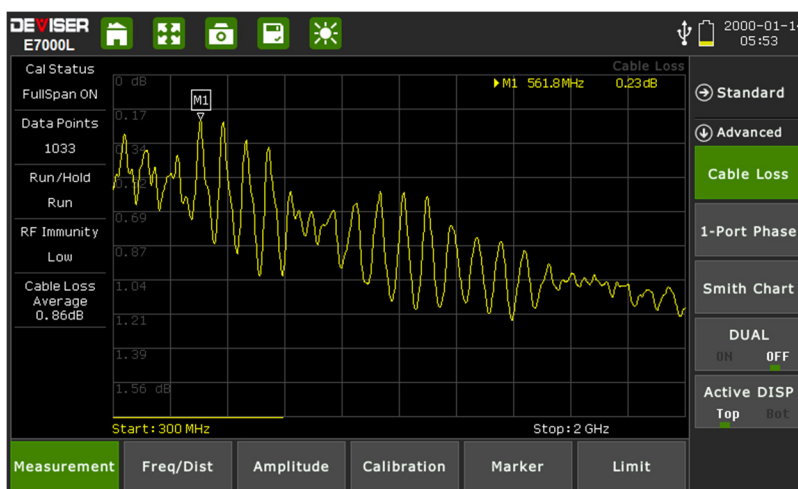 DEVISER
E7000L
2000-01-14
05:53
Cal Status
FullSpan ON
Data Points
1033
Run/Hold
Run
RF Immunity
Low
Cable Loss
Average
0.86dB
Cable Loss
M1 561.8MHz 0.23dB
M1
0 dB
0.17
0.34
0.69
0.87
1.04
1.21
1.39
1.56 dB
Start:300 MHz
Stop:2 GHz
Standard
Advanced
Cable Loss
1-Port Phase
Smith Chart
DUAL
ON OFF
Active DISP
Top Bot
Measurement
Freq/Dist
Amplitude
Calibration
Marker
Limit